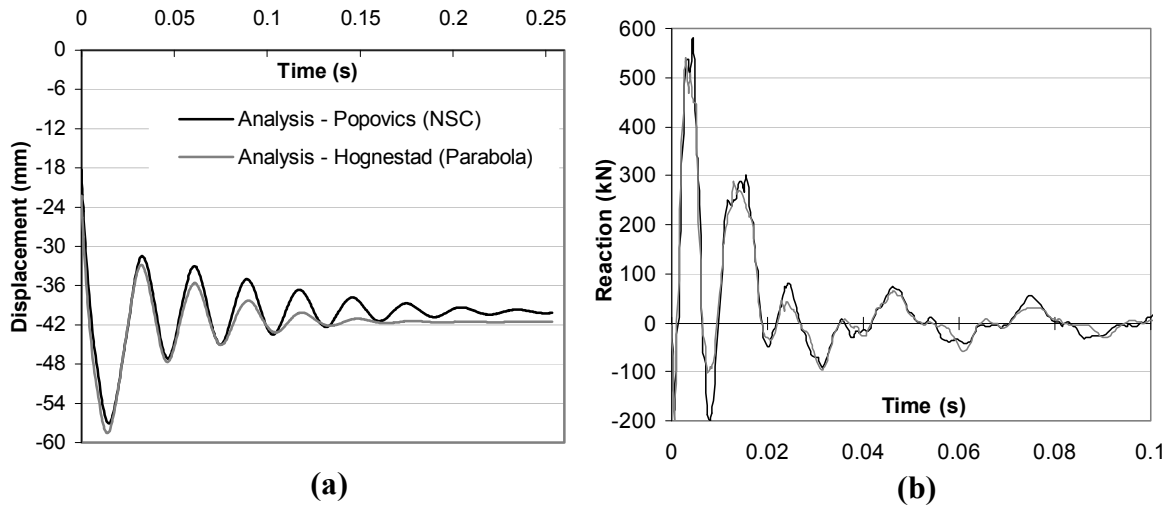 0 0.05 0.1 0.15 0.2 0.25
Time (s)
0
-6
-12
-18
-24
-30
-36
-42
-48
-54
-60
Displacement (mm)
Analysis - Popovics (NSC)
Analysis - Hognestad (Parabola)
(a)
600
500
400
300
200
100
0
-100
-200
Reaction (kN)
Time (s)
0 0.02 0.04 0.06 0.08 0.1
(b)